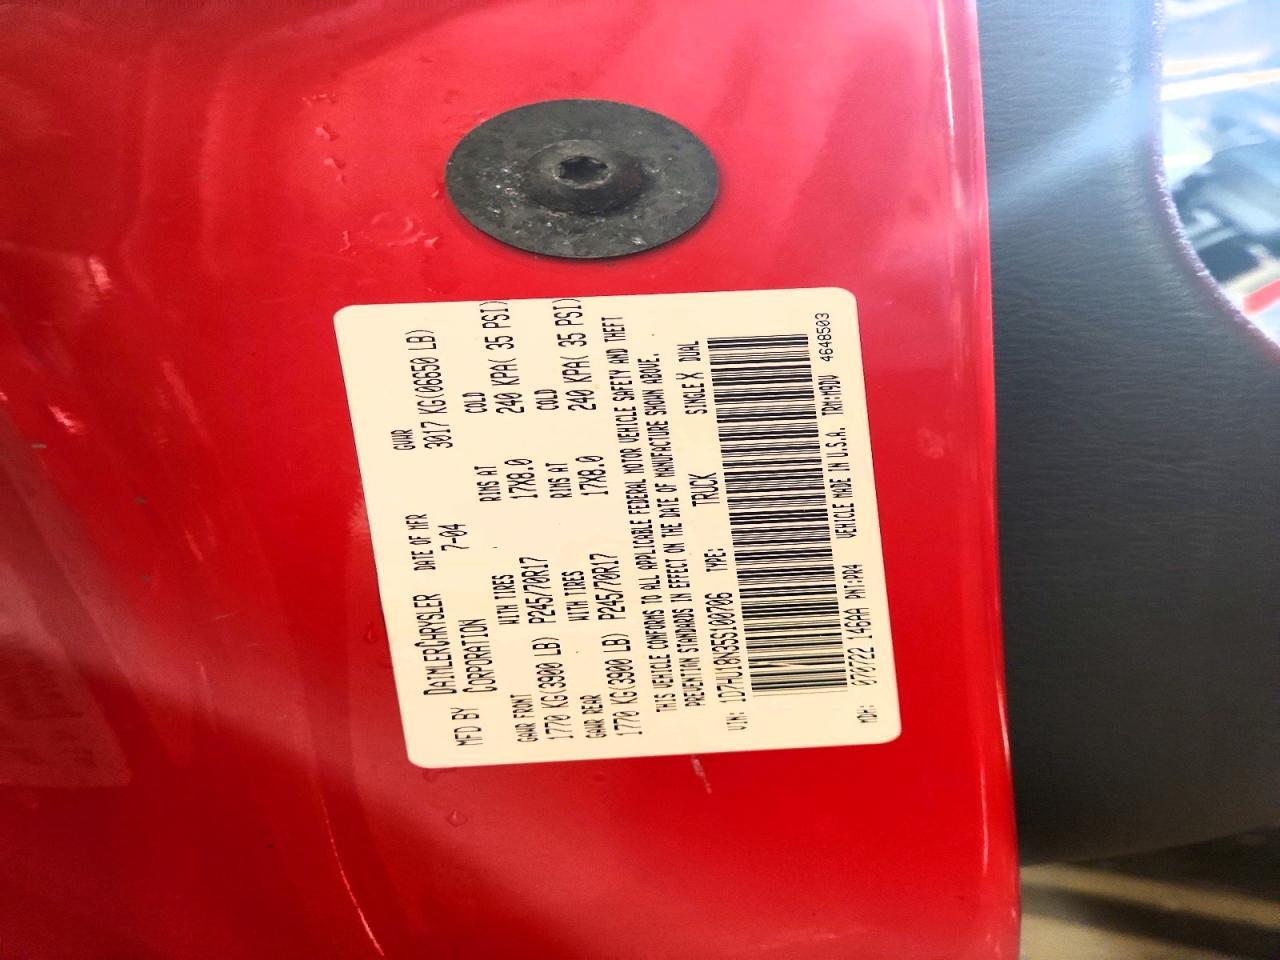 MFD BY DAIMLERCHRYSLER CORPORATION DATE OF MFR 7-04 GVWR 3017 KG(06650 LB)
GAWR FRONT WITH TIRES RIMS AT COLD
1770 KG(3900 LB) P245/70R17 17X8.0 240 KPA( 35 PSI)
GAWR REAR WITH TIRES RIMS AT COLD
1770 KG(3900 LB) P245/70R17 17X8.0 240 KPA( 35 PSI)
THIS VEHICLE CONFORMS TO ALL APPLICABLE FEDERAL MOTOR VEHICLE SAFETY AND THEFT
PREVENTION STANDARDS IN EFFECT ON THE DATE OF MANUFACTURE SHOWN ABOVE.
VIN: 1D7HU18N35S100706 TYPE: TRUCK SINGLE X DUAL
MDH: 070722 146AA PNT:PR4 VEHICLE MADE IN U.S.A. TRM:M9DV 4648503